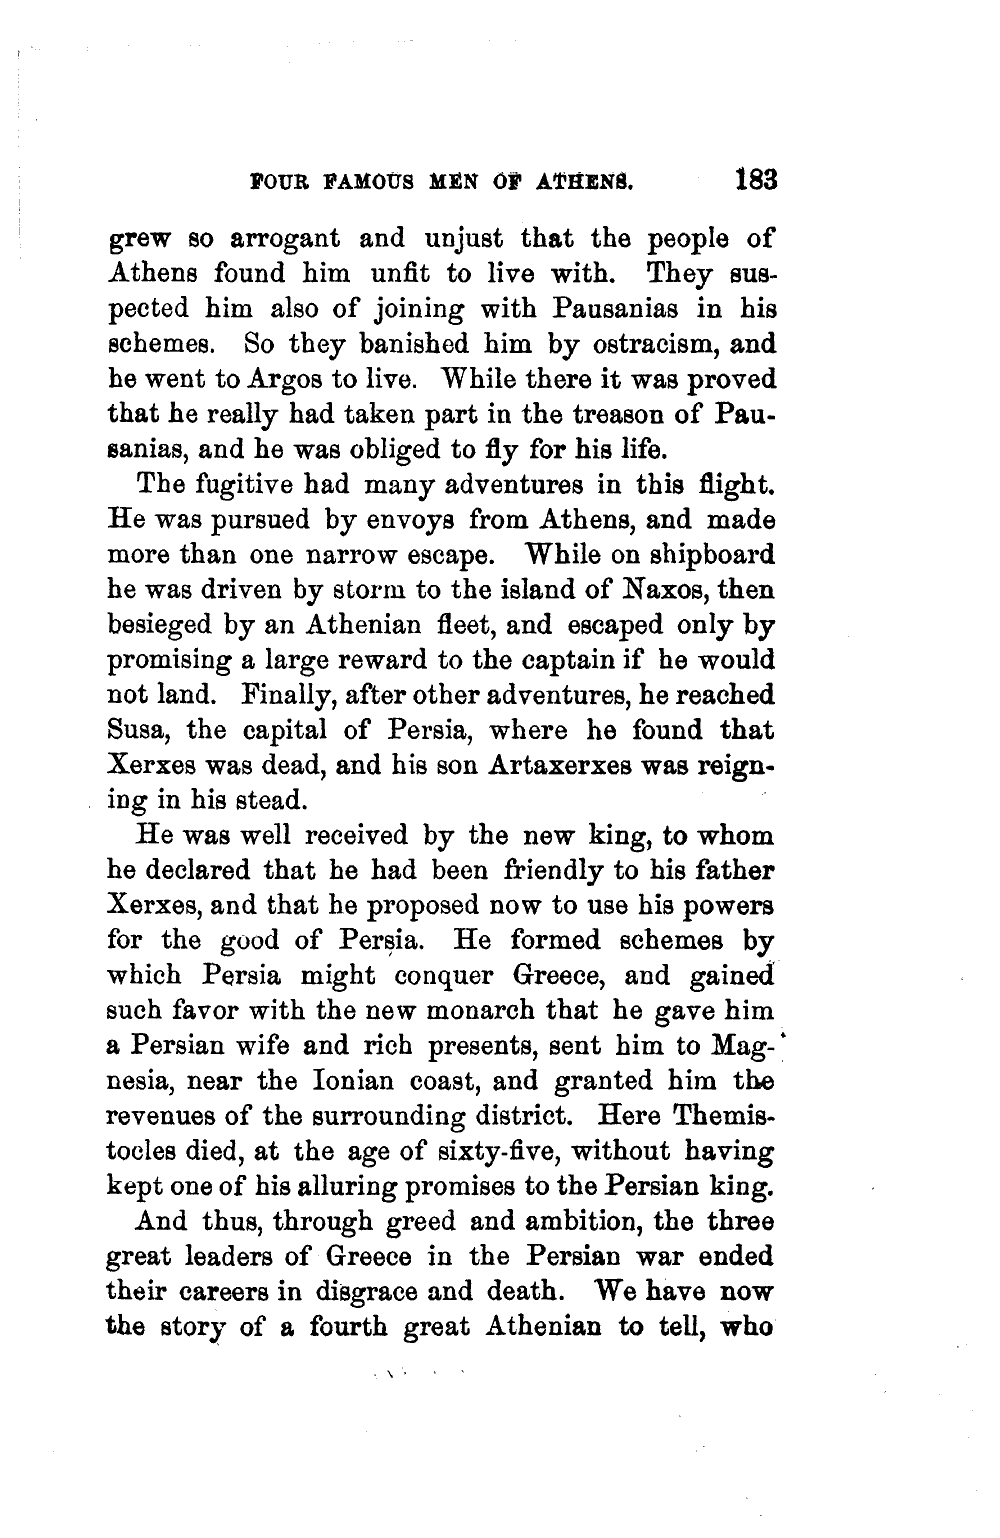 FOUR FAMOUS MEN OF ATHENS. 183
grew so arrogant and unjust that the people of
Athens found him unfit to live with. They sus-
pected him also of joining with Pausanias in his
schemes. So they banished him by ostracism, and
he went to Argos to live. While there it was proved
that he really had taken part in the treason of Pau-
sanias, and he was obliged to fly for his life.
The fugitive had many adventures in this flight.
He was pursued by envoys from Athens, and made
more than one narrow escape. While on shipboard
he was driven by storm to the island of Naxos, then
besieged by an Athenian fleet, and escaped only by
promising a large reward to the captain if he would
not land. Finally, after other adventures, he reached
Susa, the capital of Persia, where he found that
Xerxes was dead, and his son Artaxerxes was reign-
ing in his stead.
He was well received by the new king, to whom
he declared that he had been friendly to his father
Xerxes, and that he proposed now to use his powers
for the good of Persia. He formed schemes by
which Persia might conquer Greece, and gained
such favor with the new monarch that he gave him
a Persian wife and rich presents, sent him to Mag-
nesia, near the Ionian coast, and granted him the
revenues of the surrounding district. Here Themis-
tocles died, at the age of sixty-five, without having
kept one of his alluring promises to the Persian king.
And thus, through greed and ambition, the three
great leaders of Greece in the Persian war ended
their careers in disgrace and death. We have now
the story of a fourth great Athenian to tell, who